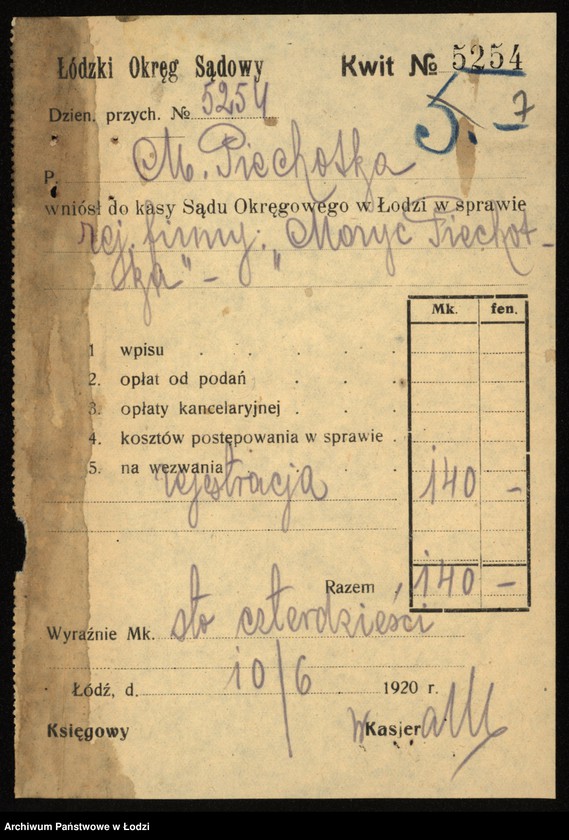 Łódzki Okręg Sądowy Kwit № 5254
Dzien. przych. № 5254
5. – 7
P. M. Piechotka
wniósł do kasy Sądu Okręgowego w Łodzi w sprawie
rej. firmy: „Moryc Piechot-
ka" –
Mk. fen.
1 wpisu . . . .
2. opłat od podań . . .
3. opłaty kancelaryjnej . . .
4. kosztów postępowania w sprawie .
5. na wezwania . . .
rejestracja 140 –
Razem 140 –
Wyraźnie Mk. sto czterdzieści
Łódź, d. 10/6 1920 r.
Księgowy Kasjer
Archiwum Państwowe w Łodzi